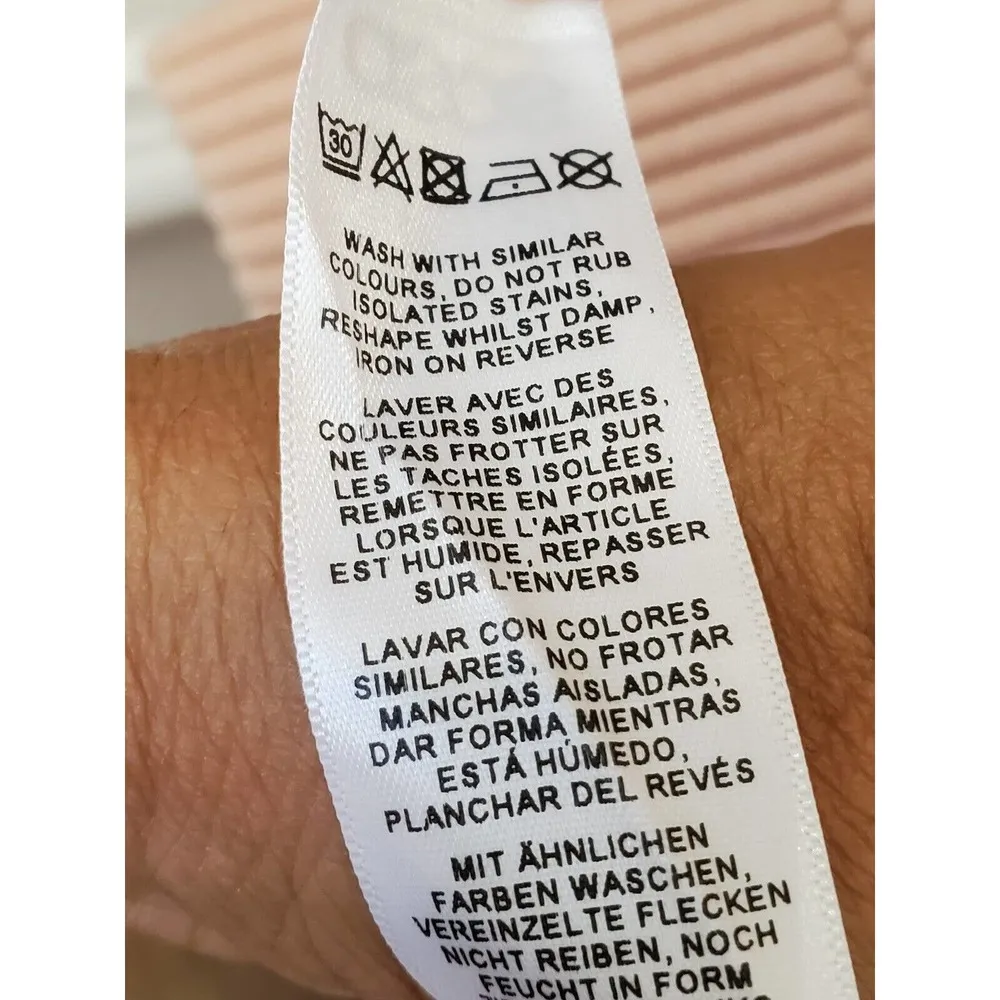 30
WASH WITH SIMILAR
COLOURS, DO NOT RUB
ISOLATED STAINS,
RESHAPE WHILST DAMP,
IRON ON REVERSE
LAVER AVEC DES
COULEURS SIMILAIRES,
NE PAS FROTTER SUR
LES TACHES ISOLÉES,
REMETTRE EN FORME
LORSQUE L'ARTICLE
EST HUMIDE, REPASSER
SUR L'ENVERS
LAVAR CON COLORES
SIMILARES, NO FROTAR
MANCHAS AISLADAS,
DAR FORMA MIENTRAS
ESTÁ HÚMEDO,
PLANCHAR DEL REVÉS
MIT ÄHNLICHEN
FARBEN WASCHEN,
VEREINZELTE FLECKEN
NICHT REIBEN, NOCH
FEUCHT IN FORM